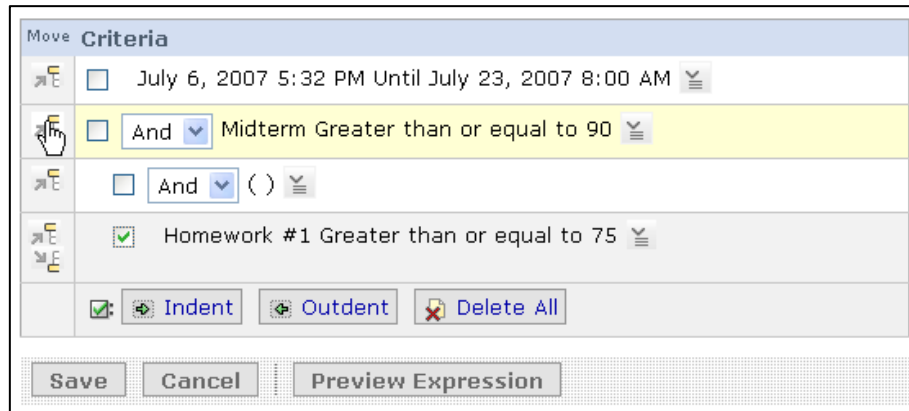 Move Criteria
July 6, 2007 5:32 PM Until July 23, 2007 8:00 AM
And Midterm Greater than or equal to 90
And ( )
Homework #1 Greater than or equal to 75
: Indent Outdent Delete All
Save Cancel Preview Expression